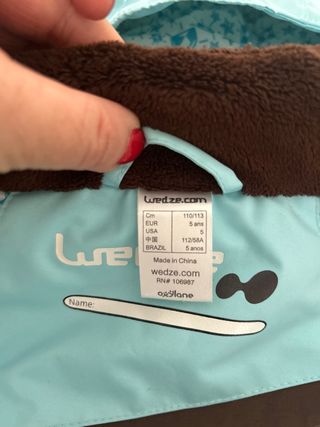 wedze.com
Cm 110/113
EUR 5 ans
USA 5
中国 112/58A
BRAZIL 5 anos
Made in China
wedze.com
RN# 106987
oxylane
Name: